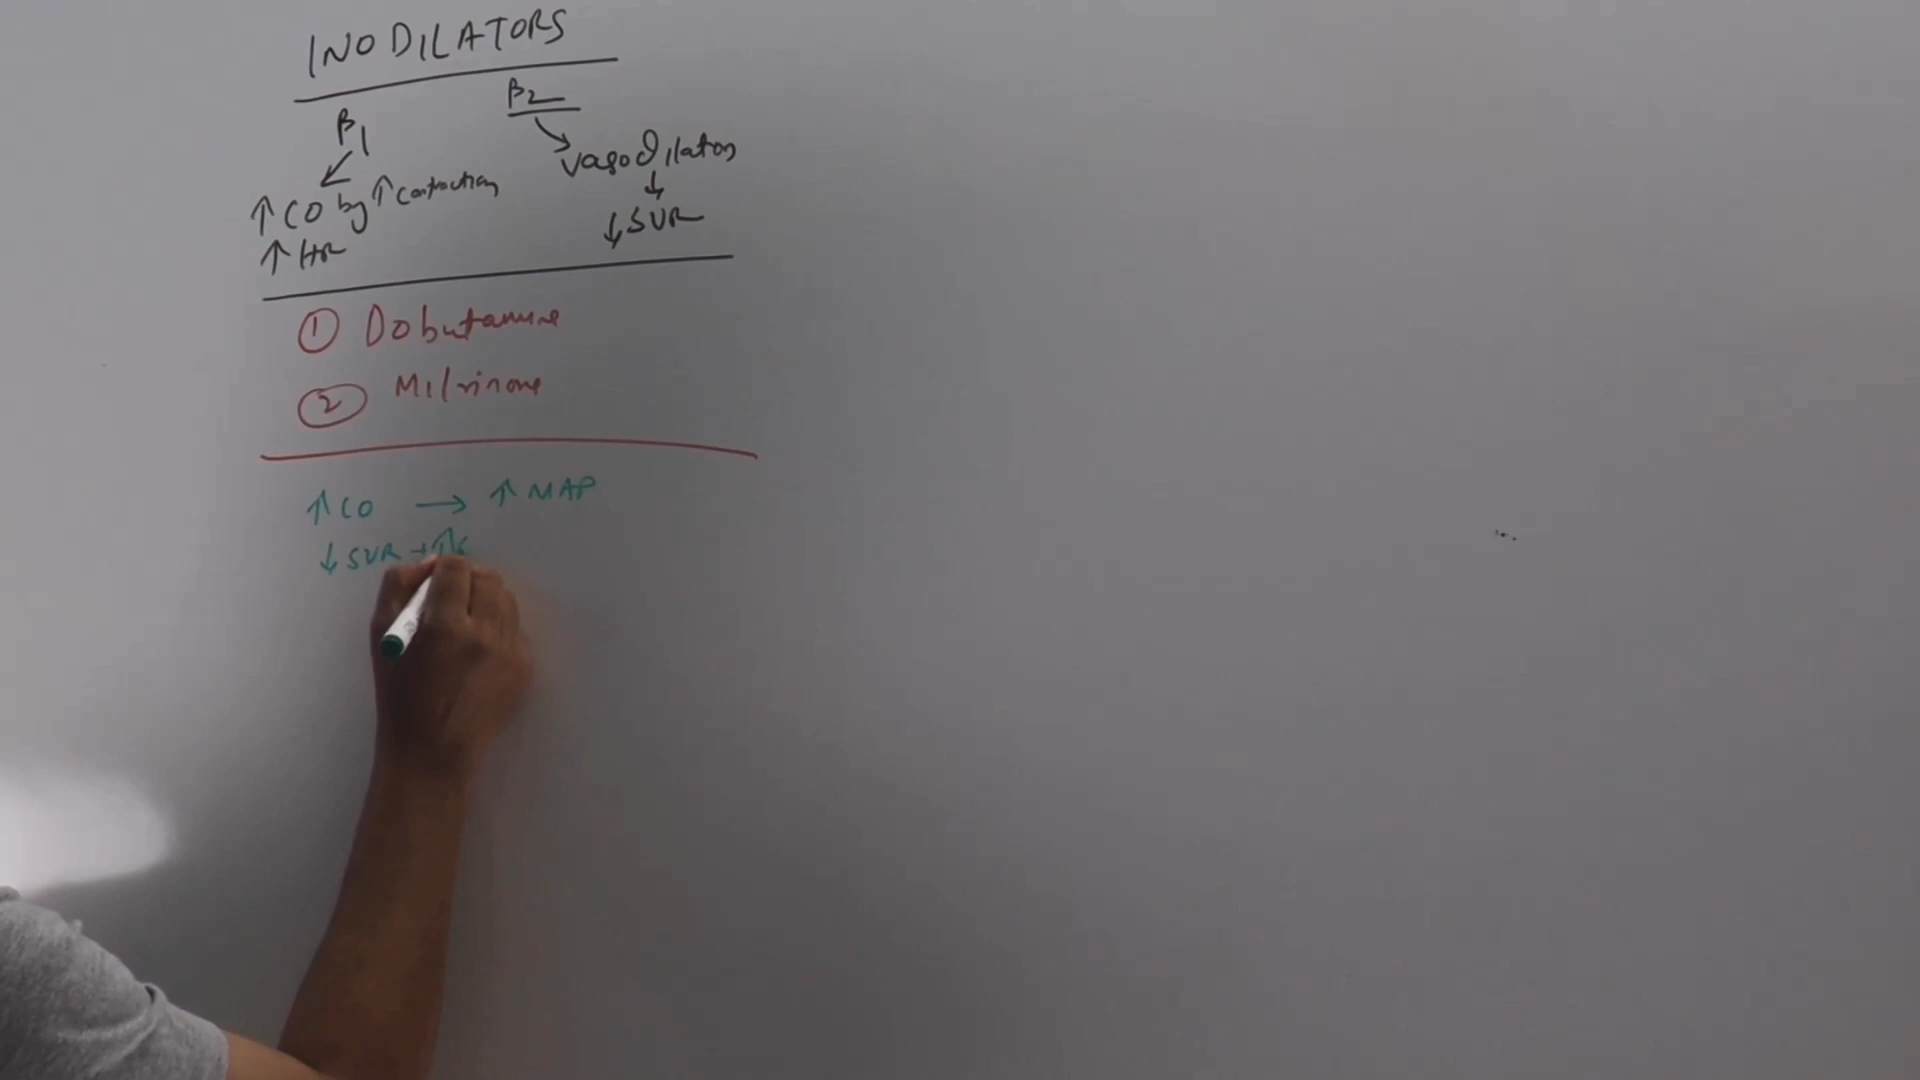 INODILATORS
β1 β2
Vasodilation
↑ CO by ↑ contraction
↓
↑ HR ↓ SVR
① Dobutamine
② Milrinone
↑ CO → ↑ MAP
↓ SVR + ↑ C